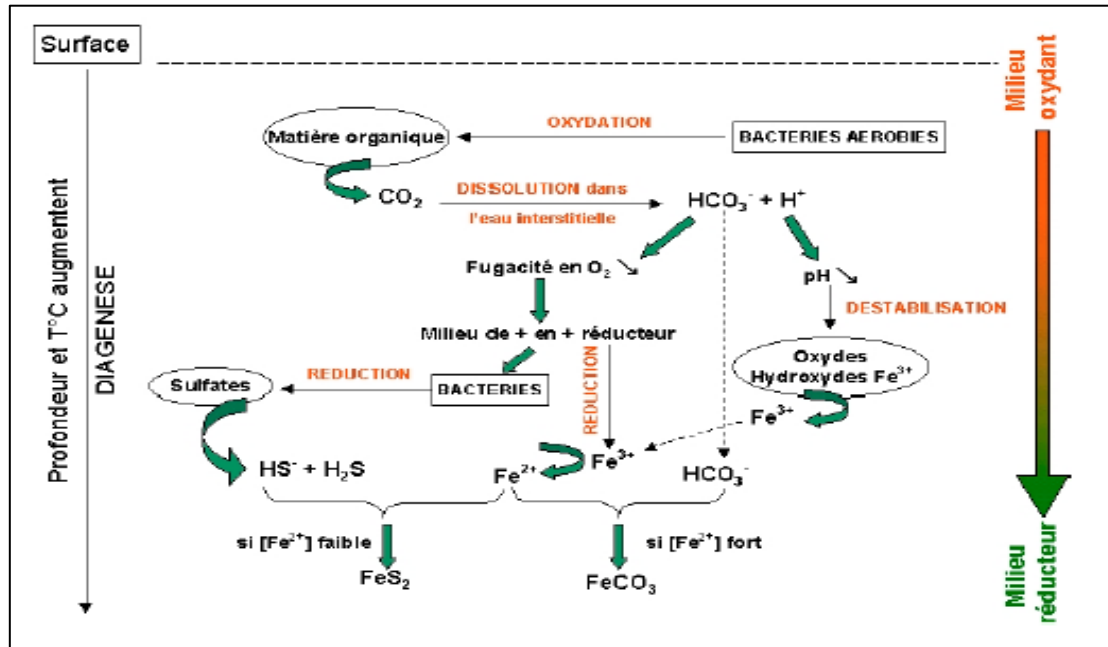 Surface
Milieu
oxydant
OXYDATION
Matière organique
BACTERIES AEROBIES
CO₂
DISSOLUTION dans
l'eau interstitielle
HCO₃⁻ + H⁺
Fugacité en O₂ ↘
pH ↘
DESTABILISATION
Milieu de + en + réducteur
Oxydes
Hydroxydes Fe³⁺
Sulfates
REDUCTION
BACTERIES
REDUCTION
Fe³⁺
Fe³⁺
HS⁻ + H₂S
Fe²⁺
HCO₃⁻
si [Fe²⁺] faible
si [Fe²⁺] fort
FeS₂
FeCO₃
Profondeur et T°C augmentent
DIAGENESE
Milieu
réducteur